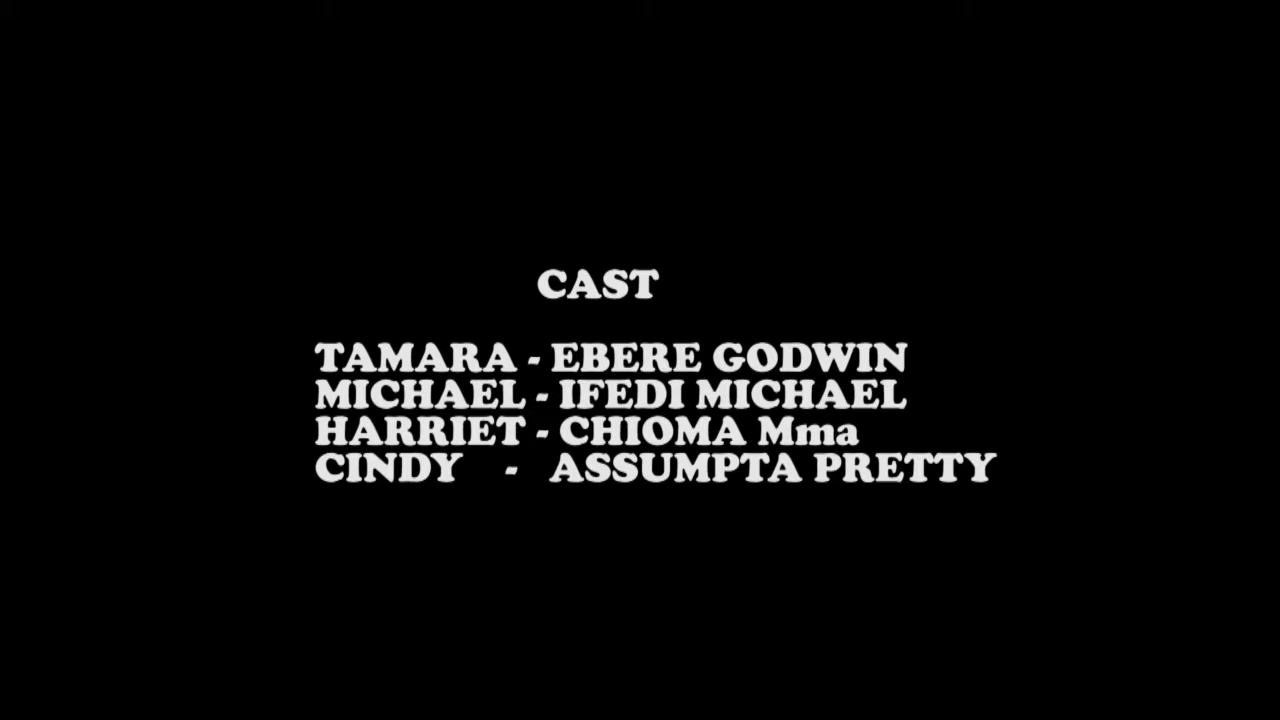 CAST
TAMARA - EBERE GODWIN
MICHAEL - IFEDI MICHAEL
HARRIET - CHIOMA Mma
CINDY - ASSUMPTA PRETTY